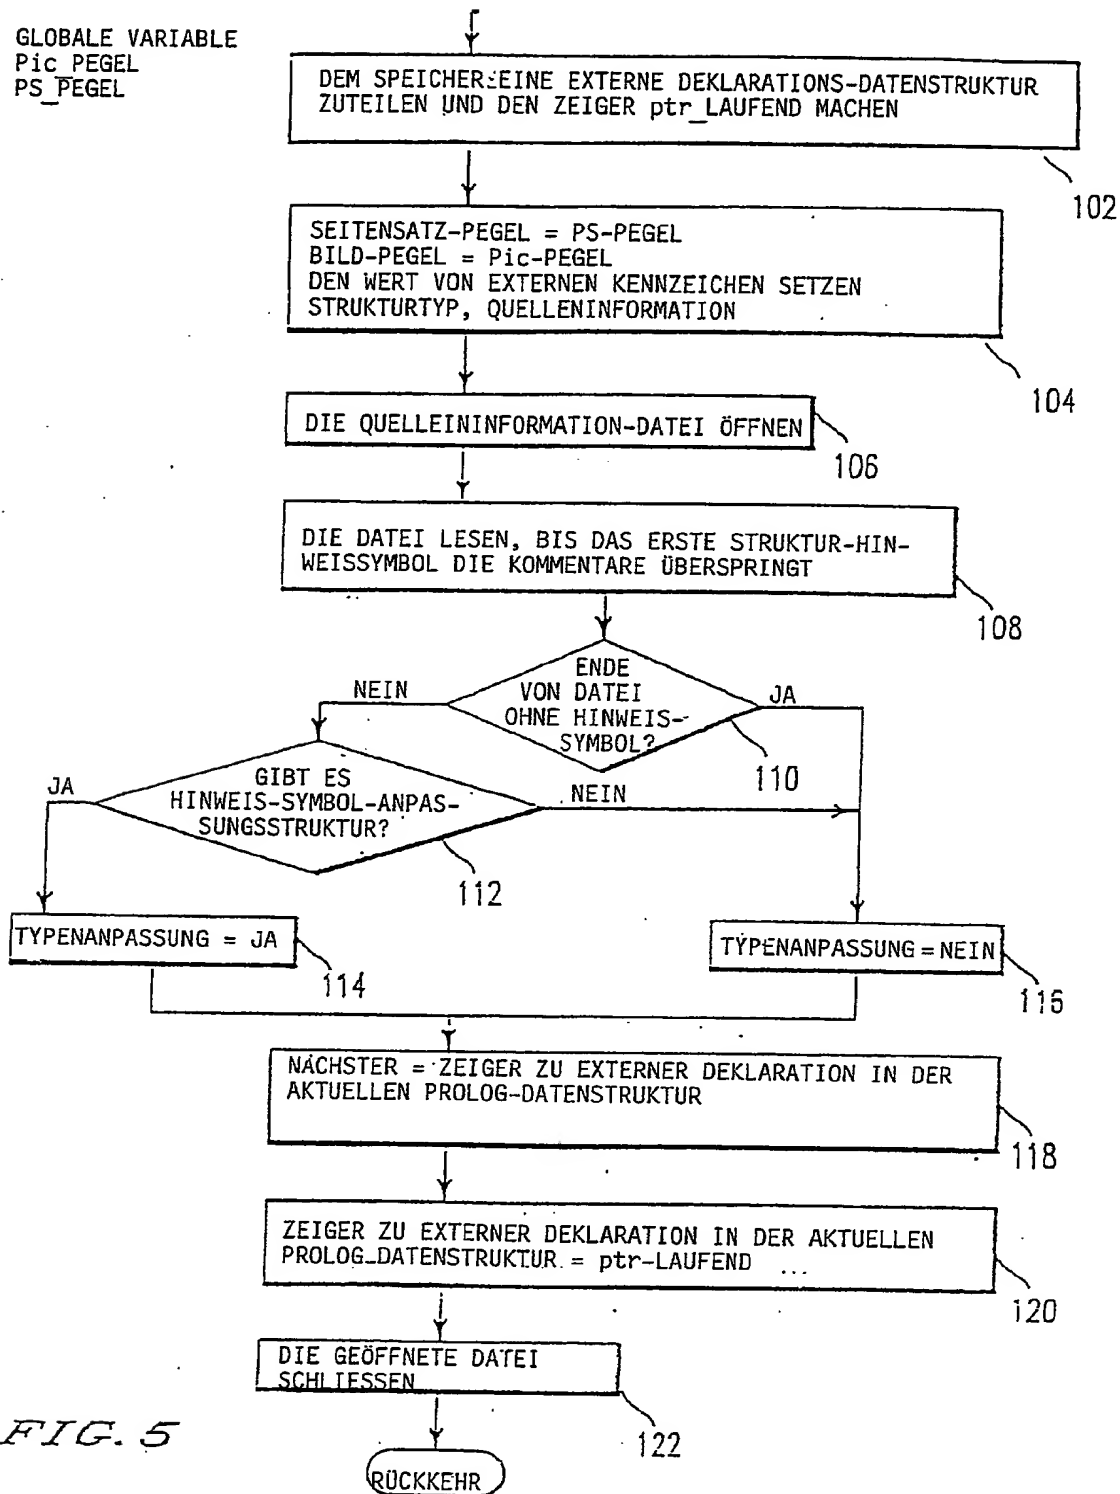 GLOBALE VARIABLE
Pic_PEGEL
PS_PEGEL
DEM SPEICHER EINE EXTERNE DEKLARATIONS-DATENSTRUKTUR
ZUTEILEN UND DEN ZEIGER ptr_LAUFEND MACHEN
102
SEITENSATZ-PEGEL = PS-PEGEL
BILD-PEGEL = Pic-PEGEL
DEN WERT VON EXTERNEN KENNZEICHEN SETZEN
STRUKTURTYP, QUELLENINFORMATION
104
DIE QUELLEININFORMATION-DATEI ÖFFNEN
106
DIE DATEI LESEN, BIS DAS ERSTE STRUKTUR-HIN-
WEISSYMBOL DIE KOMMENTARE ÜBERSPRINGT
108
ENDE
VON DATEI
OHNE HINWEIS-
SYMBOL?
NEIN
JA
110
GIBT ES
HINWEIS-SYMBOL-ANPAS-
SUNGSSTRUKTUR?
JA
NEIN
112
TYPENANPASSUNG = JA
114
TYPENANPASSUNG = NEIN
116
NÄCHSTER = ZEIGER ZU EXTERNER DEKLARATION IN DER
AKTUELLEN PROLOG-DATENSTRUKTUR
118
ZEIGER ZU EXTERNER DEKLARATION IN DER AKTUELLEN
PROLOG-DATENSTRUKTUR = ptr-LAUFEND
120
DIE GEÖFFNETE DATEI
SCHLIESSEN
122
RÜCKKEHR
FIG. 5